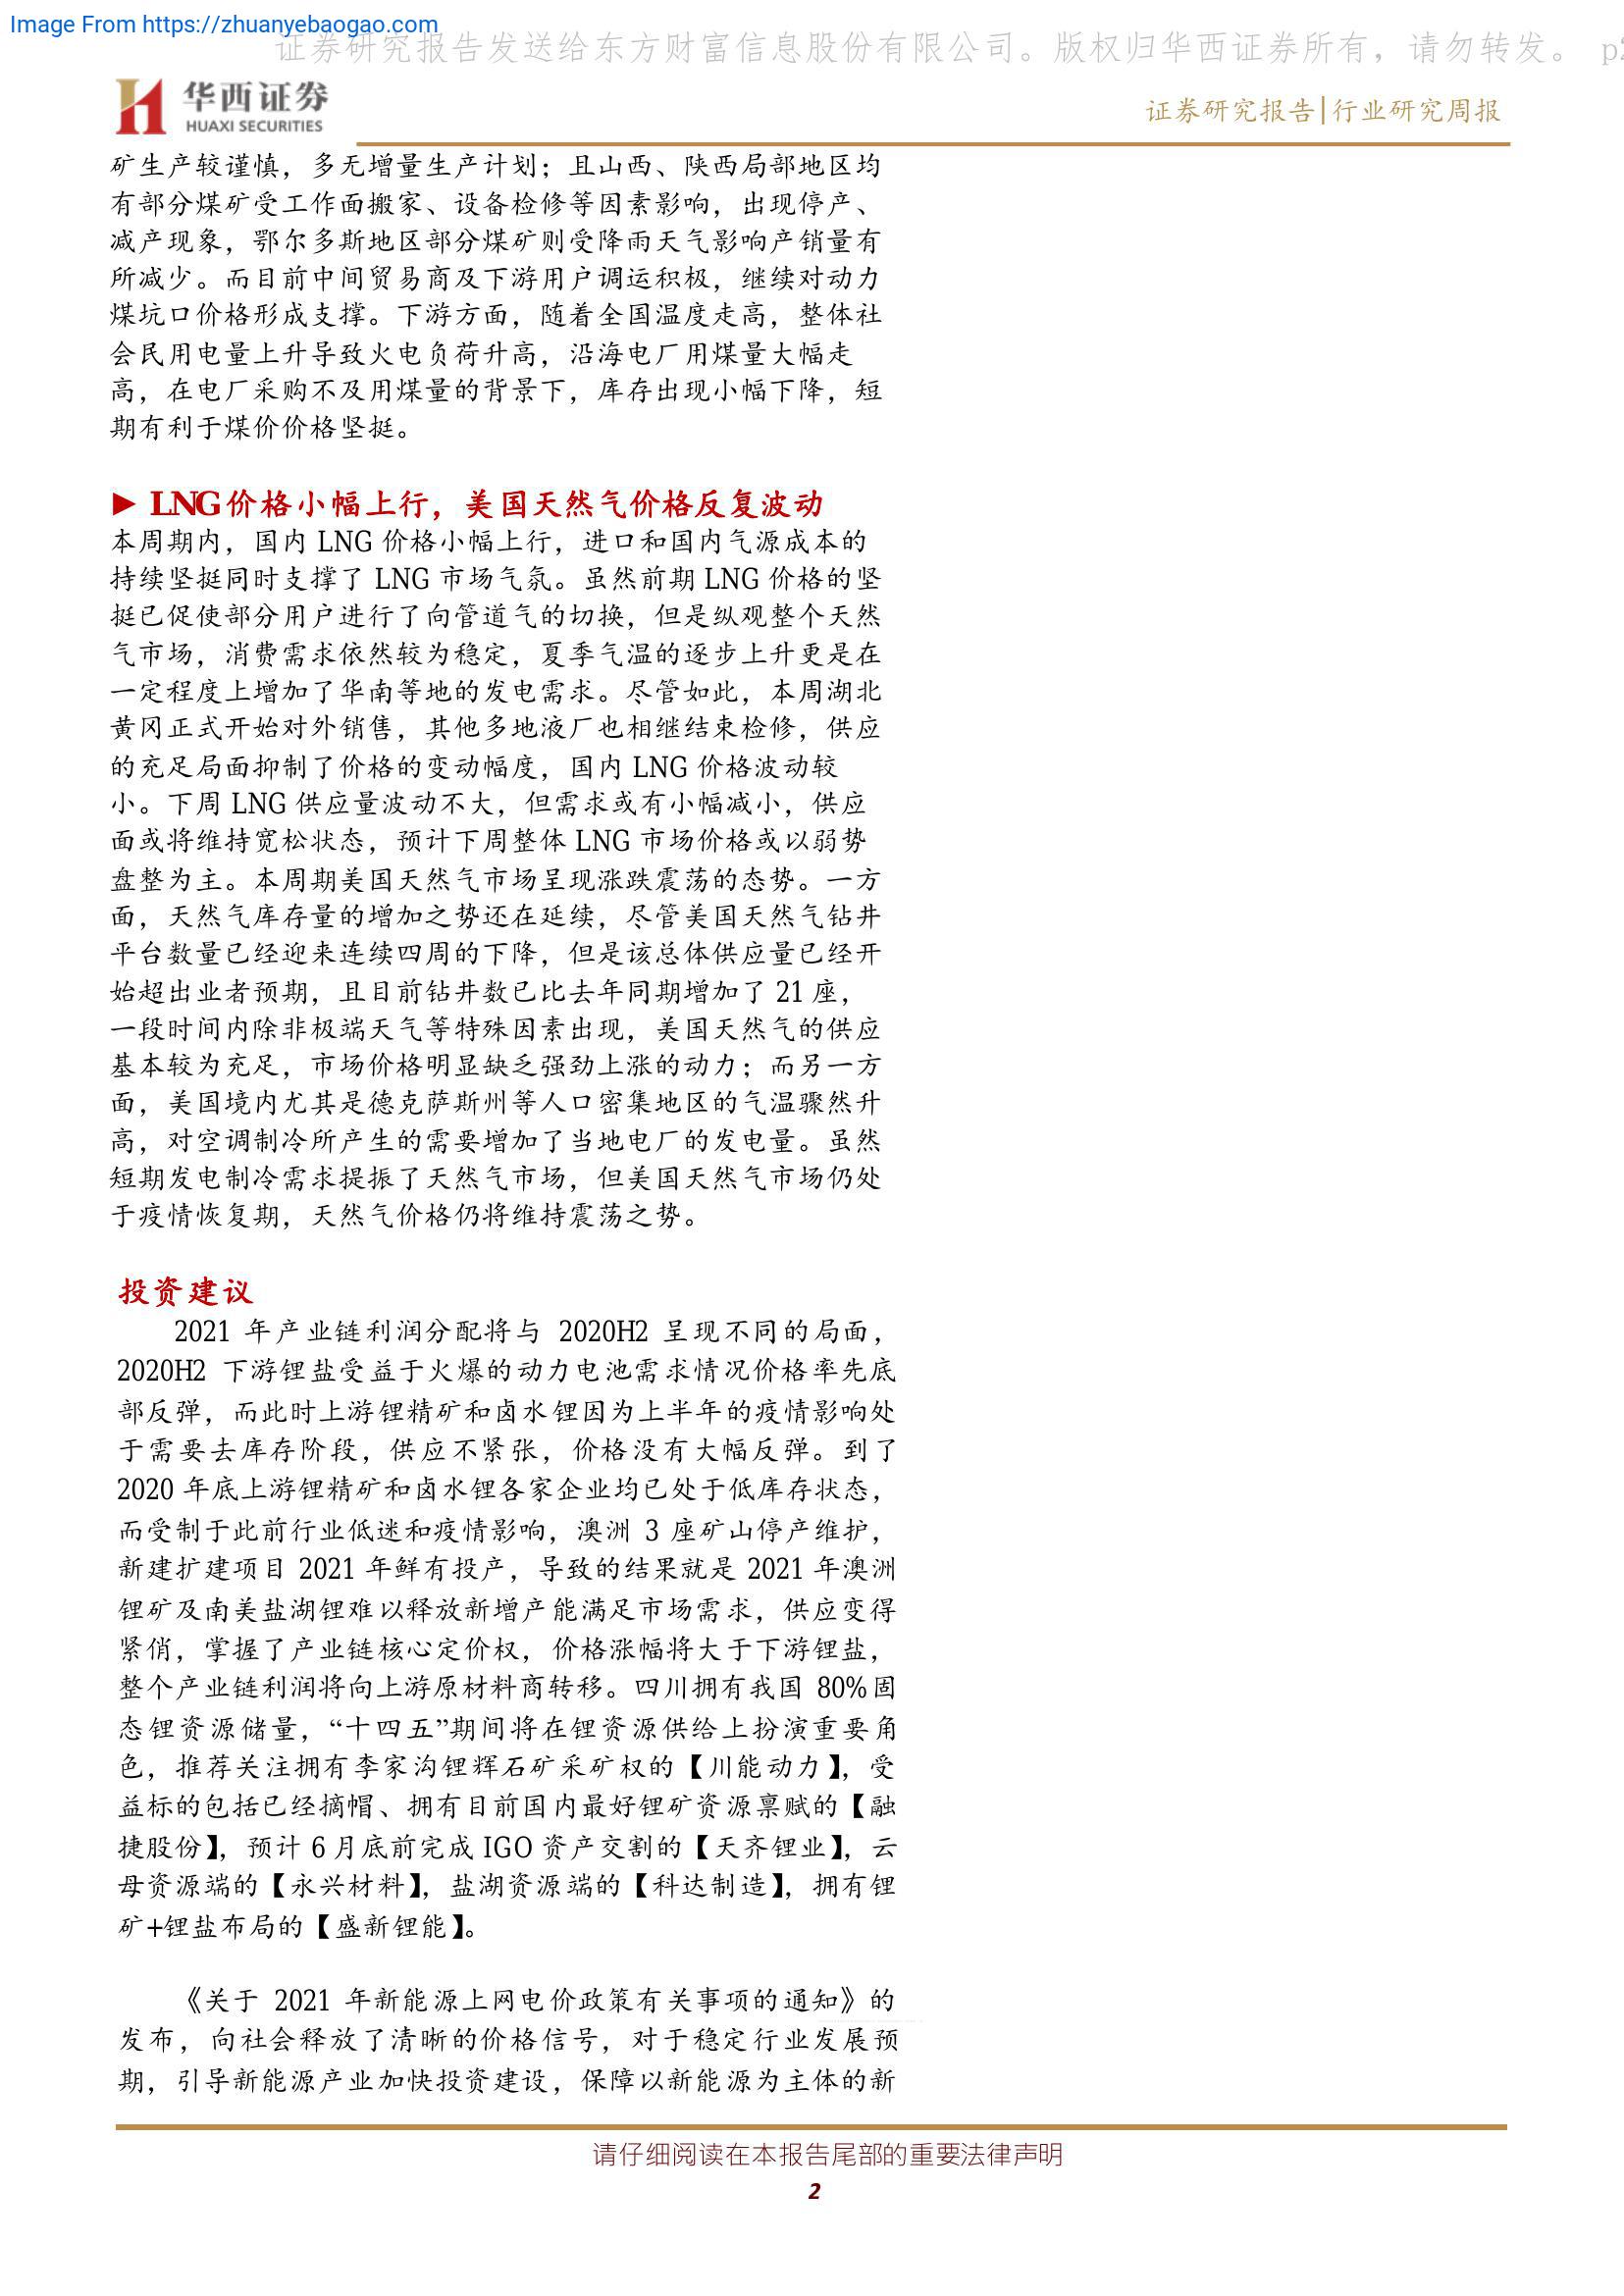 Image From https://zhuanyebaogao.com
证券研究报告发送给东方财富信息股份有限公司。版权归华西证券所有，请勿转发。 p2
华西证券
HUAXI SECURITIES
证券研究报告|行业研究周报
矿生产较谨慎，多无增量生产计划；且山西、陕西局部地区均
有部分煤矿受工作面搬家、设备检修等因素影响，出现停产、
减产现象，鄂尔多斯地区部分煤矿则受降雨天气影响产销量有
所减少。而目前中间贸易商及下游用户调运积极，继续对动力
煤坑口价格形成支撑。下游方面，随着全国温度走高，整体社
会民用电量上升导致火电负荷升高，沿海电厂用煤量大幅走
高，在电厂采购不及用煤量的背景下，库存出现小幅下降，短
期有利于煤价价格坚挺。
► LNG 价格小幅上行，美国天然气价格反复波动
本周期内，国内 LNG 价格小幅上行，进口和国内气源成本的
持续坚挺同时支撑了 LNG 市场气氛。虽然前期 LNG 价格的坚
挺已促使部分用户进行了向管道气的切换，但是纵观整个天然
气市场，消费需求依然较为稳定，夏季气温的逐步上升更是在
一定程度上增加了华南等地的发电需求。尽管如此，本周湖北
黄冈正式开始对外销售，其他多地液厂也相继结束检修，供应
的充足局面抑制了价格的变动幅度，国内 LNG 价格波动较
小。下周 LNG 供应量波动不大，但需求或有小幅减小，供应
面或将维持宽松状态，预计下周整体 LNG 市场价格或以弱势
盘整为主。本周期美国天然气市场呈现涨跌震荡的态势。一方
面，天然气库存量的增加之势还在延续，尽管美国天然气钻井
平台数量已经迎来连续四周的下降，但是该总体供应量已经开
始超出业者预期，且目前钻井数已比去年同期增加了 21 座，
一段时间内除非极端天气等特殊因素出现，美国天然气的供应
基本较为充足，市场价格明显缺乏强劲上涨的动力；而另一方
面，美国境内尤其是德克萨斯州等人口密集地区的气温骤然升
高，对空调制冷所产生的需要增加了当地电厂的发电量。虽然
短期发电制冷需求提振了天然气市场，但美国天然气市场仍处
于疫情恢复期，天然气价格仍将维持震荡之势。
投资建议
2021 年产业链利润分配将与 2020H2 呈现不同的局面，
2020H2 下游锂盐受益于火爆的动力电池需求情况价格率先底
部反弹，而此时上游锂精矿和卤水锂因为上半年的疫情影响处
于需要去库存阶段，供应不紧张，价格没有大幅反弹。到了
2020 年底上游锂精矿和卤水锂各家企业均已处于低库存状态，
而受制于此前行业低迷和疫情影响，澳洲 3 座矿山停产维护，
新建扩建项目 2021 年鲜有投产，导致的结果就是 2021 年澳洲
锂矿及南美盐湖锂难以释放新增产能满足市场需求，供应变得
紧俏，掌握了产业链核心定价权，价格涨幅将大于下游锂盐，
整个产业链利润将向上游原材料商转移。四川拥有我国 80%固
态锂资源储量，“十四五”期间将在锂资源供给上扮演重要角
色，推荐关注拥有李家沟锂辉石矿采矿权的【川能动力】，受
益标的包括已经摘帽、拥有目前国内最好锂矿资源禀赋的【融
捷股份】，预计 6 月底前完成 IGO 资产交割的【天齐锂业】，云
母资源端的【永兴材料】，盐湖资源端的【科达制造】，拥有锂
矿+锂盐布局的【盛新锂能】。
《关于 2021 年新能源上网电价政策有关事项的通知》的
发布，向社会释放了清晰的价格信号，对于稳定行业发展预
期，引导新能源产业加快投资建设，保障以新能源为主体的新
请仔细阅读在本报告尾部的重要法律声明
2